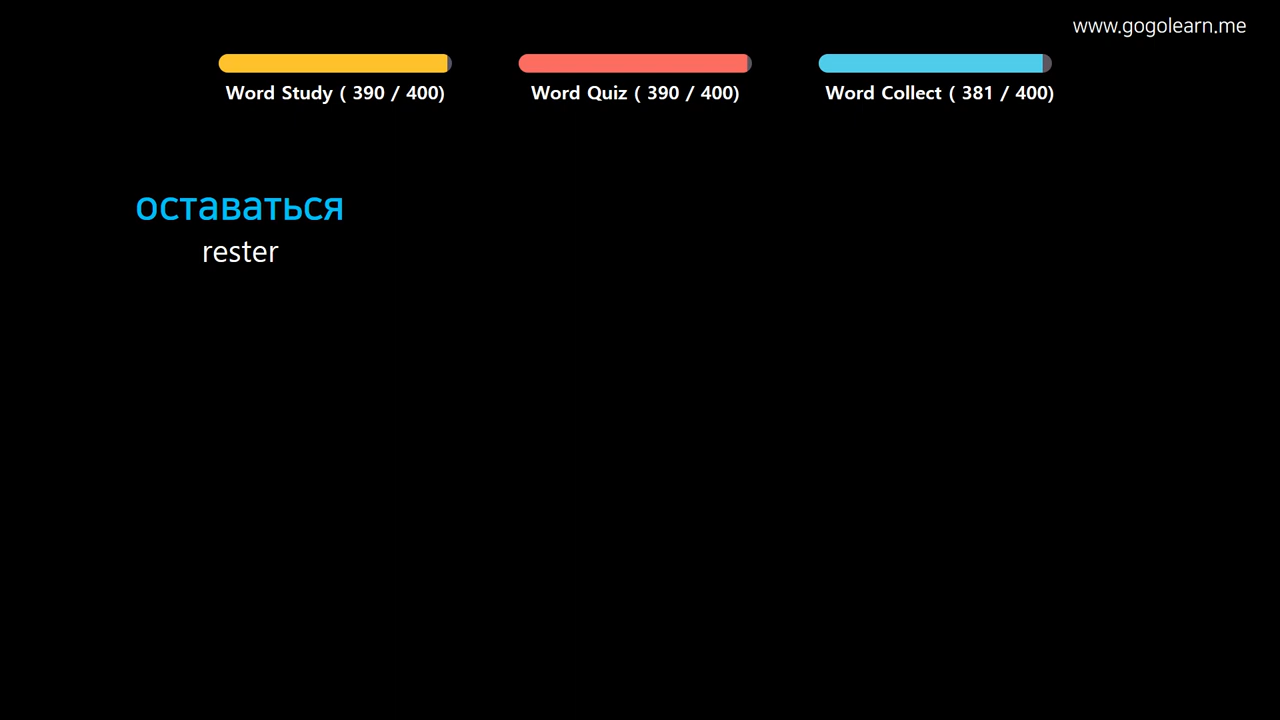 www.gogolearn.me
Word Study ( 390 / 400)
Word Quiz ( 390 / 400)
Word Collect ( 381 / 400)
оставаться
rester